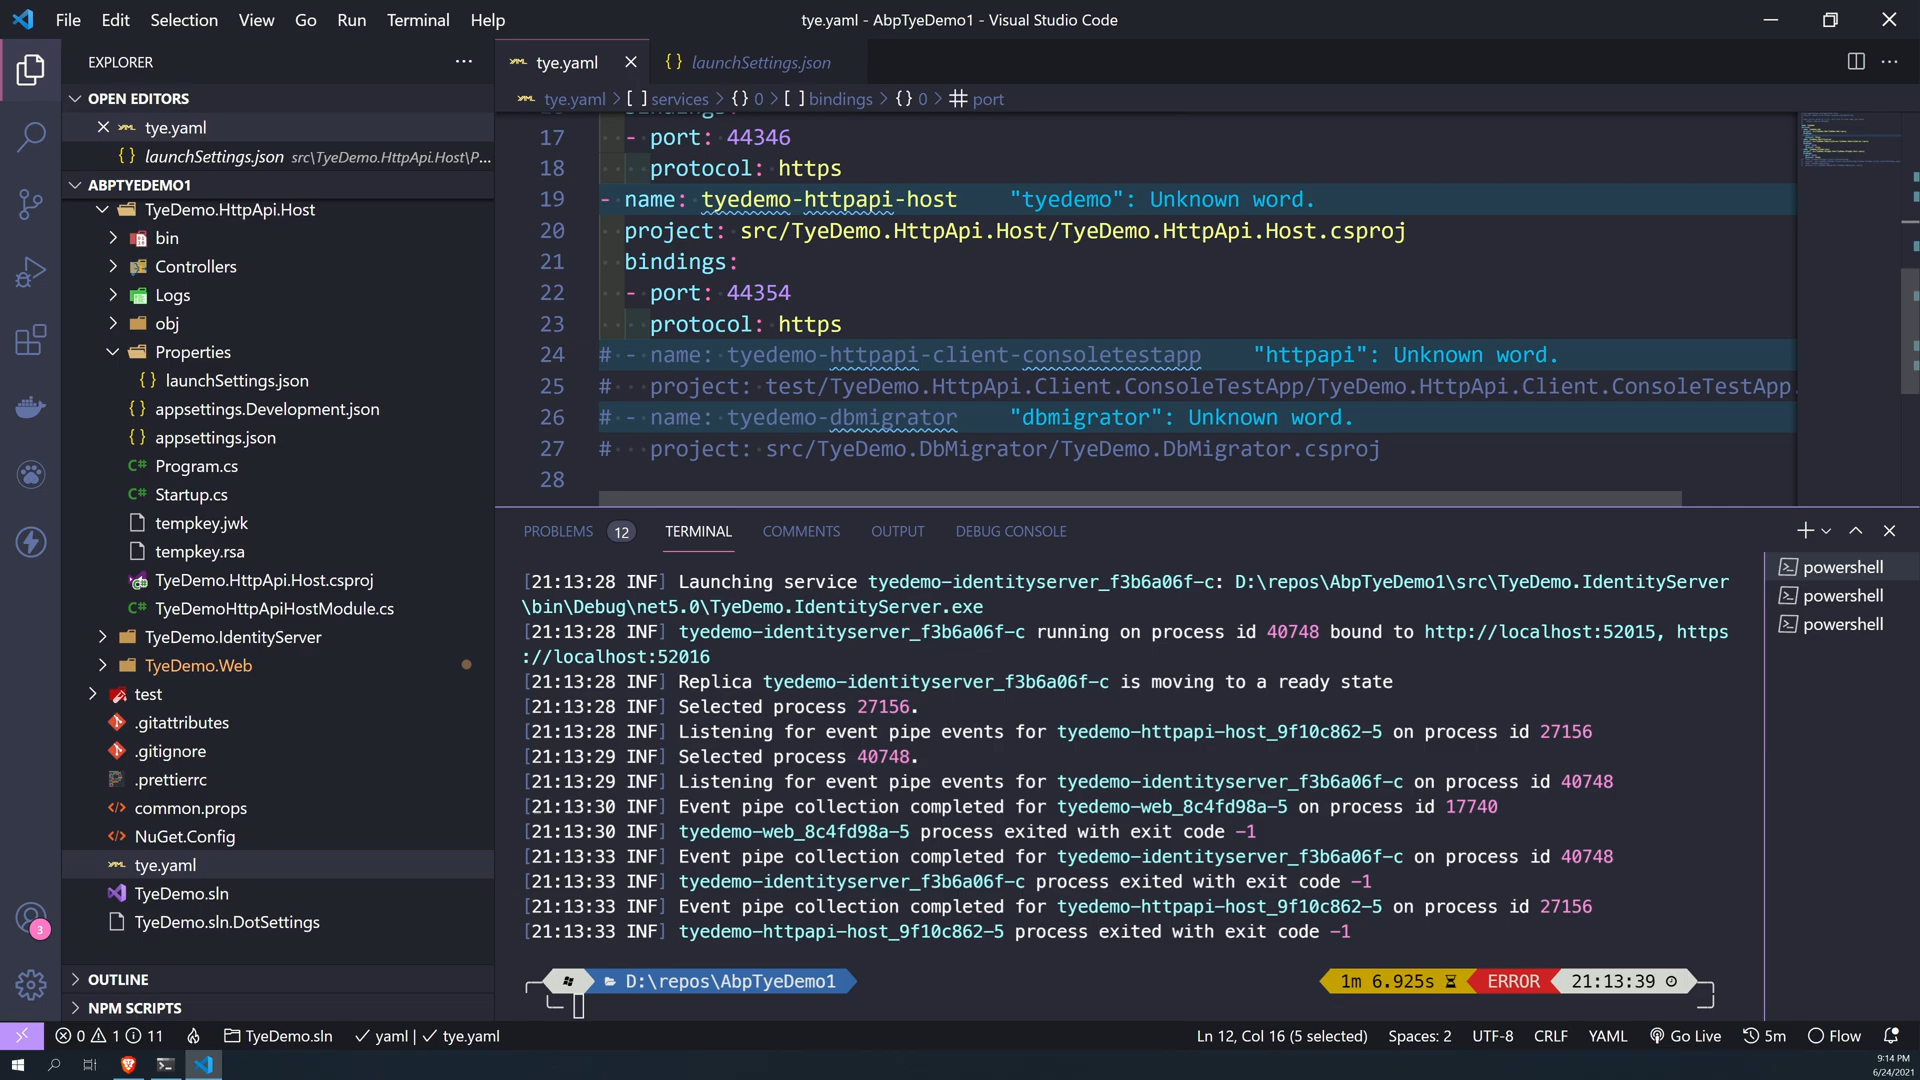 File Edit Selection View Go Run Terminal Help
tye.yaml - AbpTyeDemo1 - Visual Studio Code
EXPLORER
OPEN EDITORS
tye.yaml
launchSettings.json src\TyeDemo.HttpApi.Host\P...
ABPTYEDEMO1
TyeDemo.HttpApi.Host
bin
Controllers
Logs
obj
Properties
launchSettings.json
appsettings.Development.json
appsettings.json
Program.cs
Startup.cs
tempkey.jwk
tempkey.rsa
TyeDemo.HttpApi.Host.csproj
TyeDemoHttpApiHostModule.cs
TyeDemo.IdentityServer
TyeDemo.Web
test
.gitattributes
.gitignore
.prettierrc
common.props
NuGet.Config
tye.yaml
TyeDemo.sln
TyeDemo.sln.DotSettings
OUTLINE
NPM SCRIPTS
3
tye.yaml
launchSettings.json
tye.yaml > [ ] services > {} 0 > [ ] bindings > {} 0 > # port
17 - port: 44346
18 protocol: https
19 - name: tyedemo-httpapi-host "tyedemo": Unknown word.
20 project: src/TyeDemo.HttpApi.Host/TyeDemo.HttpApi.Host.csproj
21 bindings:
22 - port: 44354
23 protocol: https
24 # - name: tyedemo-httpapi-client-consoletestapp "httpapi": Unknown word.
25 # project: test/TyeDemo.HttpApi.Client.ConsoleTestApp/TyeDemo.HttpApi.Client.ConsoleTestApp.
26 # - name: tyedemo-dbmigrator "dbmigrator": Unknown word.
27 # project: src/TyeDemo.DbMigrator/TyeDemo.DbMigrator.csproj
28
PROBLEMS 12 TERMINAL COMMENTS OUTPUT DEBUG CONSOLE
[21:13:28 INF] Launching service tyedemo-identityserver_f3b6a06f-c: D:\repos\AbpTyeDemo1\src\TyeDemo.IdentityServer
\bin\Debug\net5.0\TyeDemo.IdentityServer.exe
[21:13:28 INF] tyedemo-identityserver_f3b6a06f-c running on process id 40748 bound to http://localhost:52015, https
://localhost:52016
[21:13:28 INF] Replica tyedemo-identityserver_f3b6a06f-c is moving to a ready state
[21:13:28 INF] Selected process 27156.
[21:13:28 INF] Listening for event pipe events for tyedemo-httpapi-host_9f10c862-5 on process id 27156
[21:13:29 INF] Selected process 40748.
[21:13:29 INF] Listening for event pipe events for tyedemo-identityserver_f3b6a06f-c on process id 40748
[21:13:30 INF] Event pipe collection completed for tyedemo-web_8c4fd98a-5 on process id 17740
[21:13:30 INF] tyedemo-web_8c4fd98a-5 process exited with exit code -1
[21:13:33 INF] Event pipe collection completed for tyedemo-identityserver_f3b6a06f-c on process id 40748
[21:13:33 INF] tyedemo-identityserver_f3b6a06f-c process exited with exit code -1
[21:13:33 INF] Event pipe collection completed for tyedemo-httpapi-host_9f10c862-5 on process id 27156
[21:13:33 INF] tyedemo-httpapi-host_9f10c862-5 process exited with exit code -1
D:\repos\AbpTyeDemo1
1m 6.925s ERROR 21:13:39
powershell
powershell
powershell
0 1 11 TyeDemo.sln yaml | tye.yaml
Ln 12, Col 16 (5 selected) Spaces: 2 UTF-8 CRLF YAML Go Live 5m Flow
9:14 PM
6/24/2021